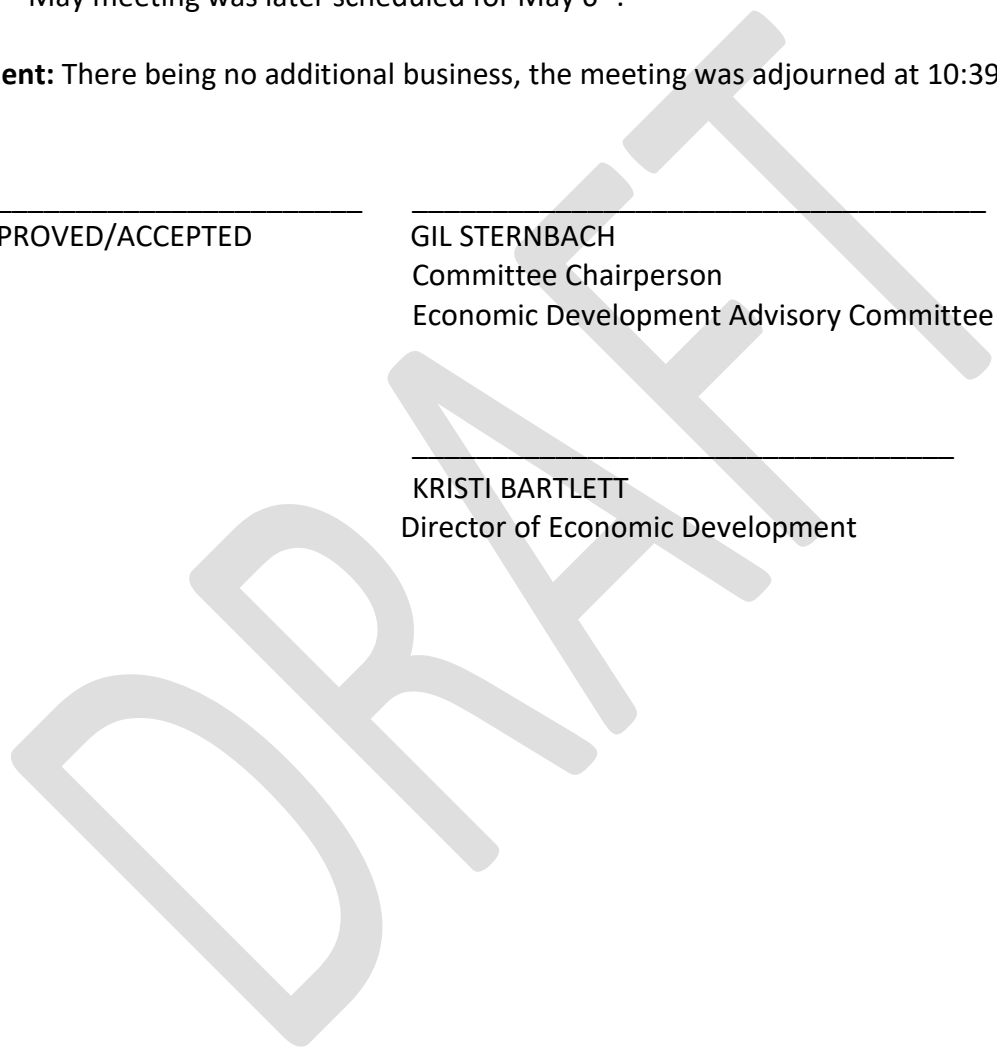 May meeting was later scheduled for May
ent: There being no additional business, the meeting was adjourned at 10:39
PROVED/ACCEPTED GIL STERNBACH
Committee Chairperson
Economic Development Advisory Committee
KRISTI BARTLETT
Director of Economic Development
DRAFT